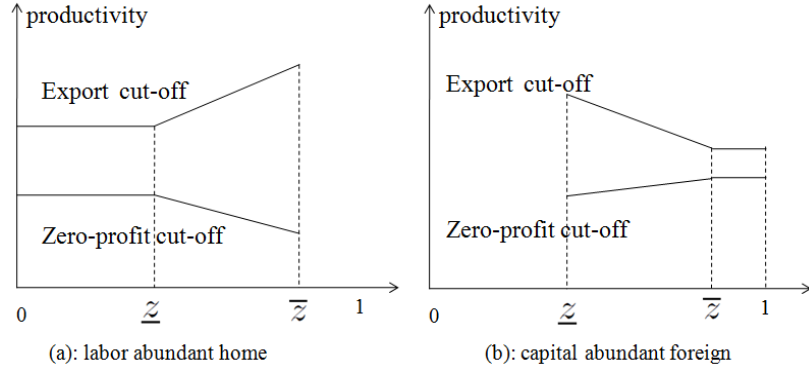 productivity
Export cut-off
Zero-profit cut-off
0
z̲
z̅
1
(a): labor abundant home
productivity
Export cut-off
Zero-profit cut-off
0
z̲
z̅
1
(b): capital abundant foreign